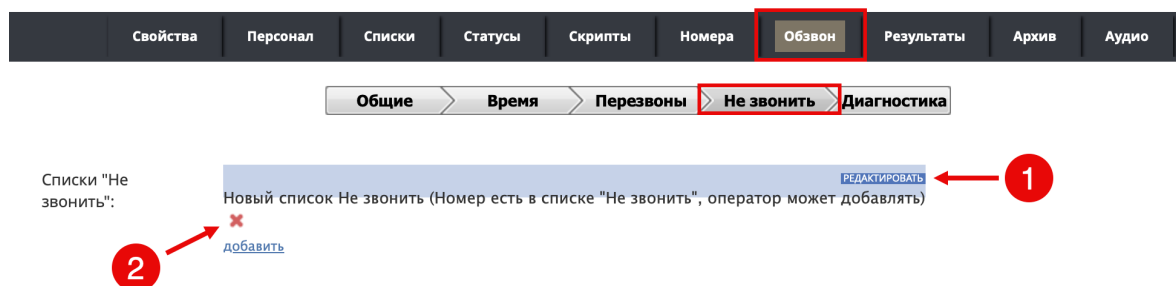 Свойства Персонал Списки Статусы Скрипты Номера Обзвон Результаты Архив Аудио
Общие Время Перезвоны Не звонить Диагностика
Списки "Не
звонить":
РЕДАКТИРОВАТЬ
1
Новый список Не звонить (Номер есть в списке "Не звонить", оператор может добавлять)
добавить
2